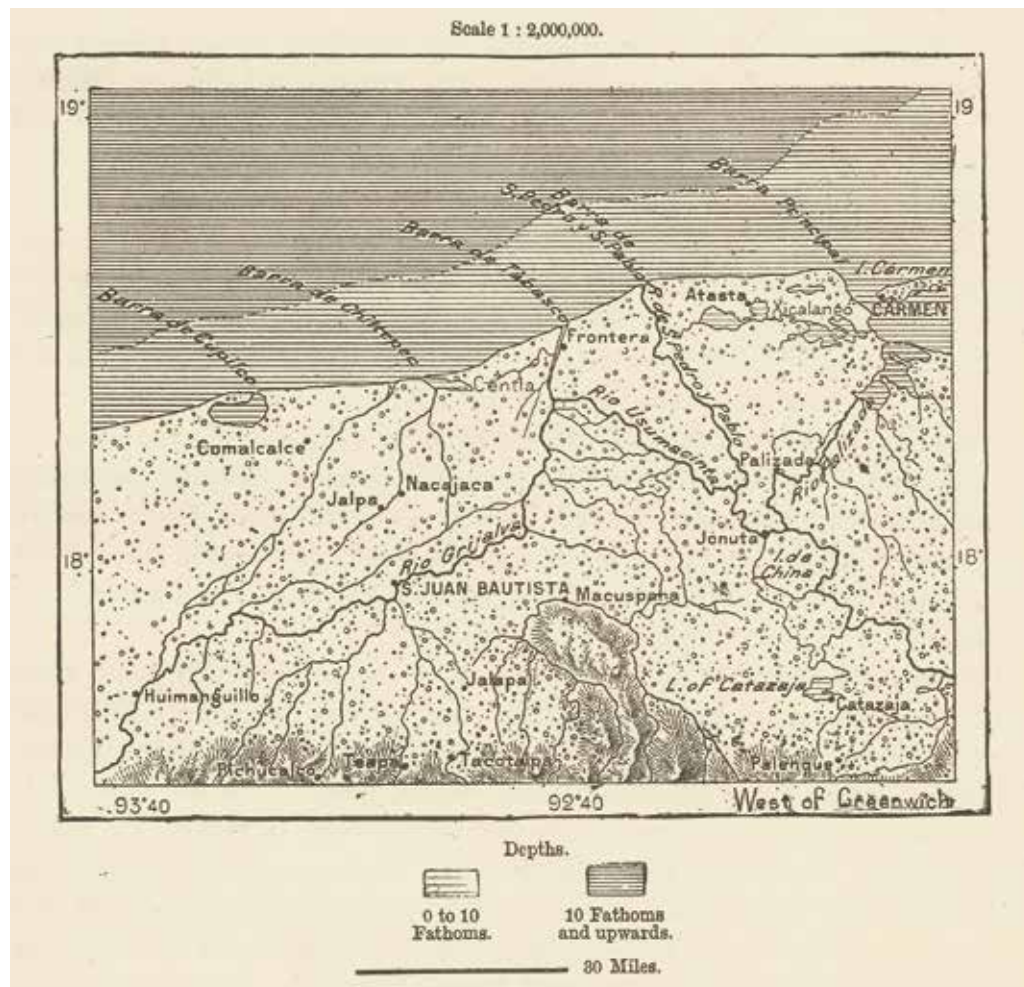 Scale 1 : 2,000,000.
19°
19
Barra Principal
Barra de
S. Pedro y S. Pablo
Barra de Tabasco
I. Carmen
Barra de Chiltepec
Barra de Cupilco
Atasta
Xicalango
CARMEN
R. de S. Pedro y Pablo
Frontera
Centla
Rio Usumacinta
Comalcalce
Palizada
Rio Palizada
Nacajaca
Jalpa
Rio Grijalva
Jonuta
18°
18°
I. de
China
S. JUAN BAUTISTA
Macuspana
Jalapa
L. of Catazaja
Huimanguillo
Catazaja
Pichucalco
Teapa
Tacotalpa
Palenque
93°40
92°40
West of Greenwich
Depths.
0 to 10
Fathoms.
10 Fathoms
and upwards.
30 Miles.